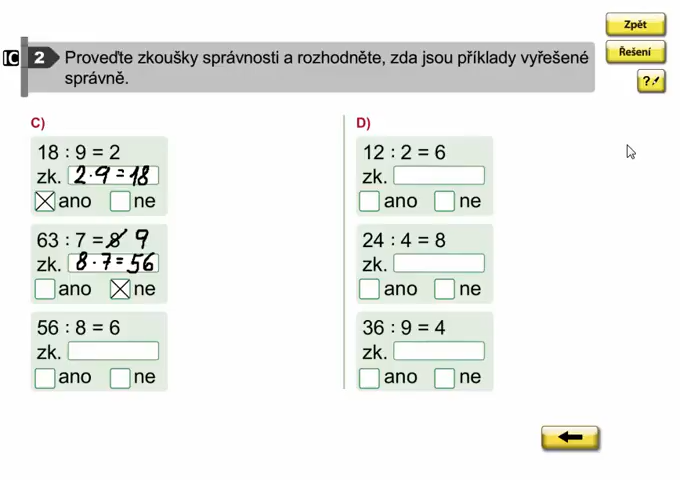 Zpět
Řešení
?
IC 2 Proveďte zkoušky správnosti a rozhodněte, zda jsou příklady vyřešené
správně.
C)
18 : 9 = 2
zk. 2·9=18
ano ne
63 : 7 = 8 9
zk. 8·7=56
ano ne
56 : 8 = 6
zk.
ano ne
D)
12 : 2 = 6
zk.
ano ne
24 : 4 = 8
zk.
ano ne
36 : 9 = 4
zk.
ano ne